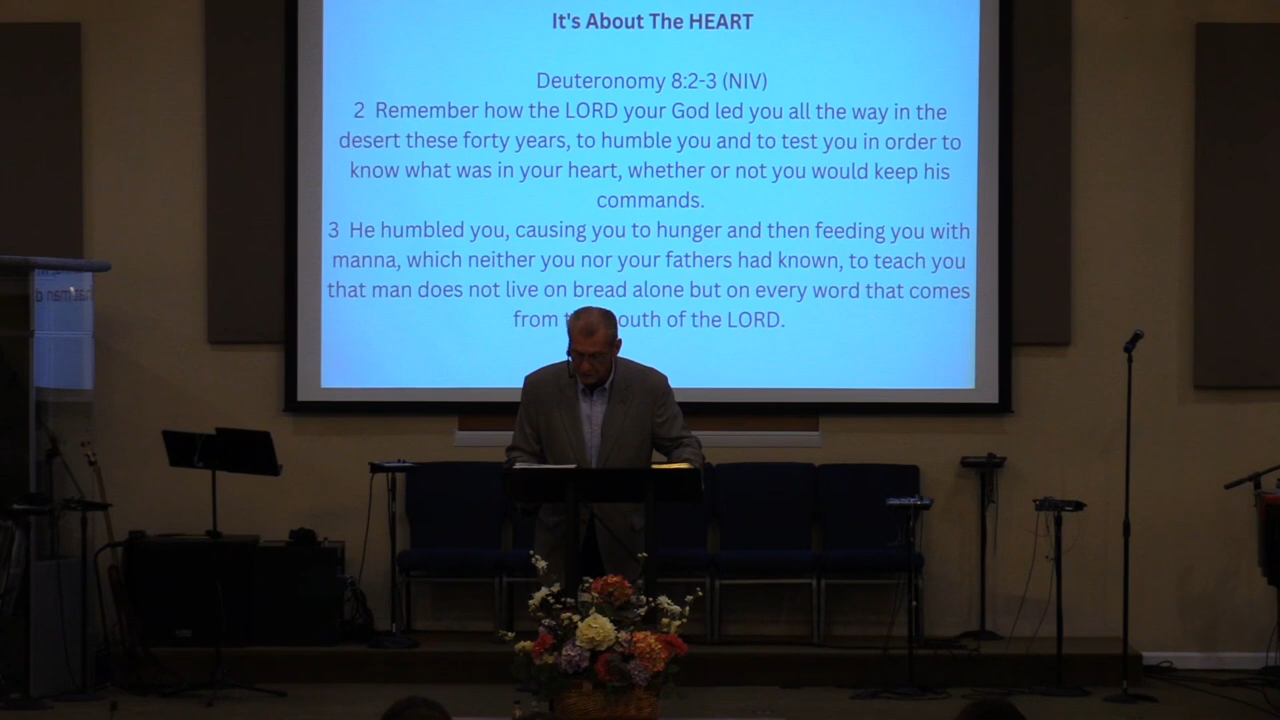 It's About The HEART
Deuteronomy 8:2-3 (NIV)
2 Remember how the LORD your God led you all the way in the
desert these forty years, to humble you and to test you in order to
know what was in your heart, whether or not you would keep his
commands.
3 He humbled you, causing you to hunger and then feeding you with
manna, which neither you nor your fathers had known, to teach you
that man does not live on bread alone but on every word that comes
from outh of the LORD.